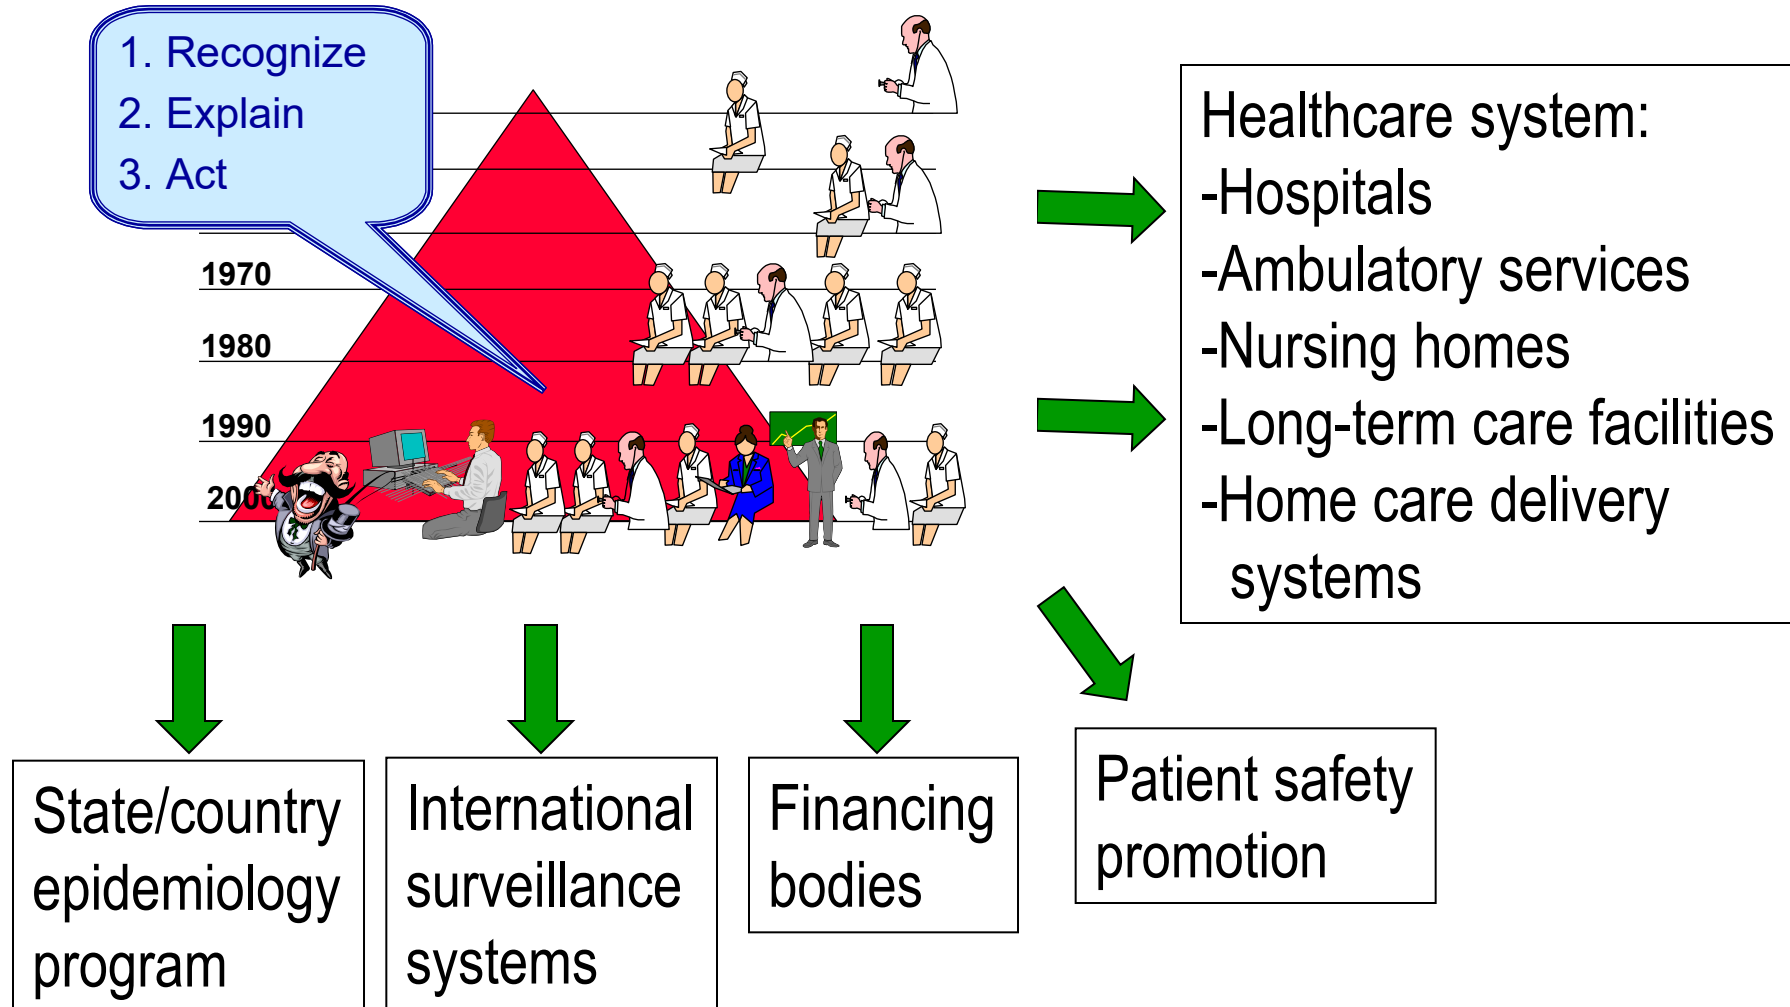 1. Recognize
2. Explain
3. Act
1970
1980
1990
2000
Healthcare system:
-Hospitals
-Ambulatory services
-Nursing homes
-Long-term care facilities
-Home care delivery
systems
State/country
epidemiology
program
International
surveillance
systems
Financing
bodies
Patient safety
promotion